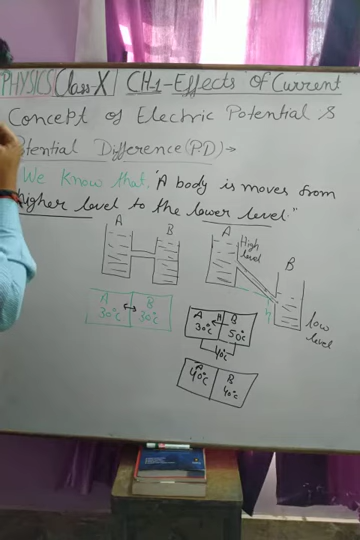 PHYSICS Class X CH-1-Effects Of Current
Concept of Electric Potential &
Potential Difference (P.D)→
We Know that, "A body is moves from
higher level to the lower level."
A B
A
High
level
B
h
low
level
A
30°C
B
30°C
A
30°C
H
B
50°C
40°C
A
40°C
B
40°C